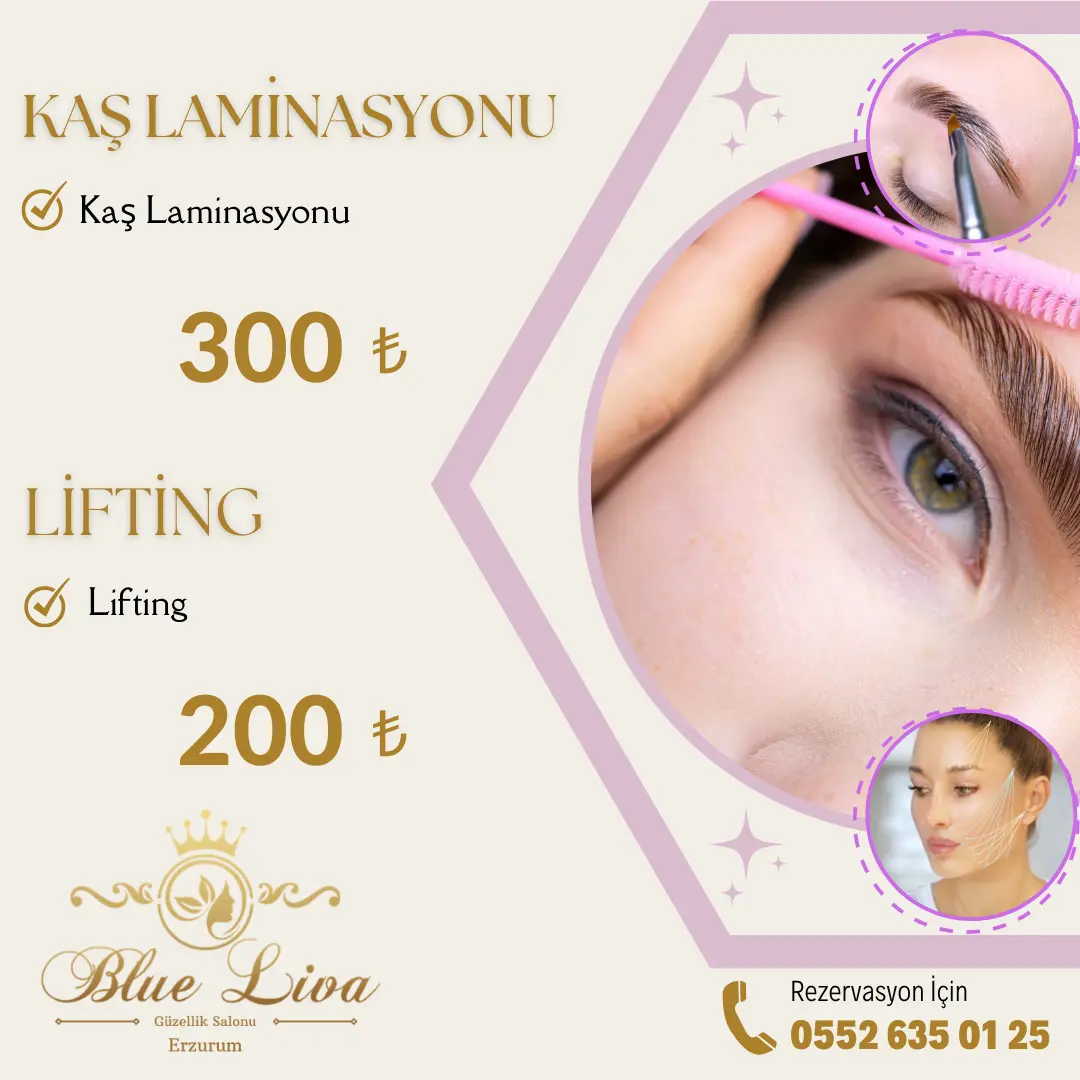 KAŞ LAMİNASYONU
Kaş Laminasyonu
300 ₺
LİFTİNG
Lifting
200 ₺
Blue Liva
Güzellik Salonu
Erzurum
Rezervasyon İçin
0552 635 01 25